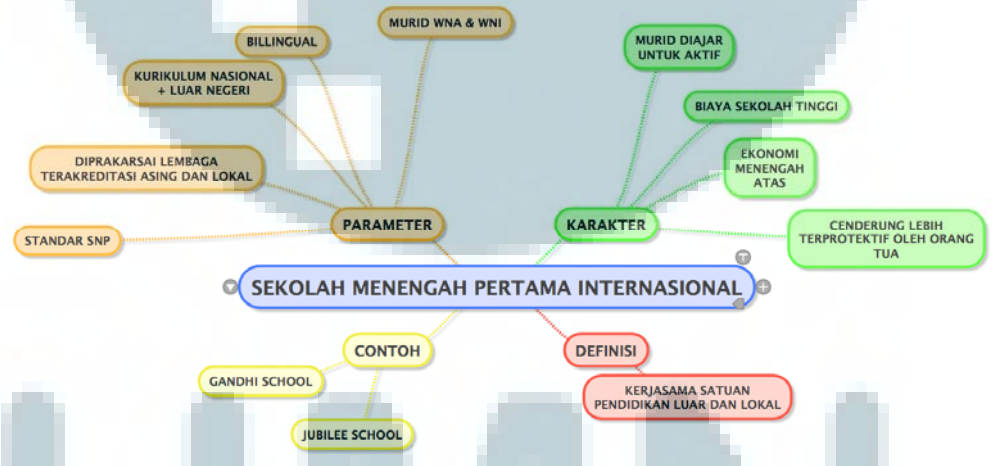 MURID WNA & WNI
BILLINGUAL
KURIKULUM NASIONAL
+ LUAR NEGERI
DIPRAKARSAI LEMBAGA
TERAKREDITASI ASING DAN LOKAL
STANDAR SNP
PARAMETER
MURID DIAJAR
UNTUK AKTIF
BIAYA SEKOLAH TINGGI
EKONOMI
MENENGAH
ATAS
CENDERUNG LEBIH
TERPROTEKTIF OLEH ORANG
TUA
KARAKTER
SEKOLAH MENENGAH PERTAMA INTERNASIONAL
CONTOH
GANDHI SCHOOL
JUBILEE SCHOOL
DEFINISI
KERJASAMA SATUAN
PENDIDIKAN LUAR DAN LOKAL